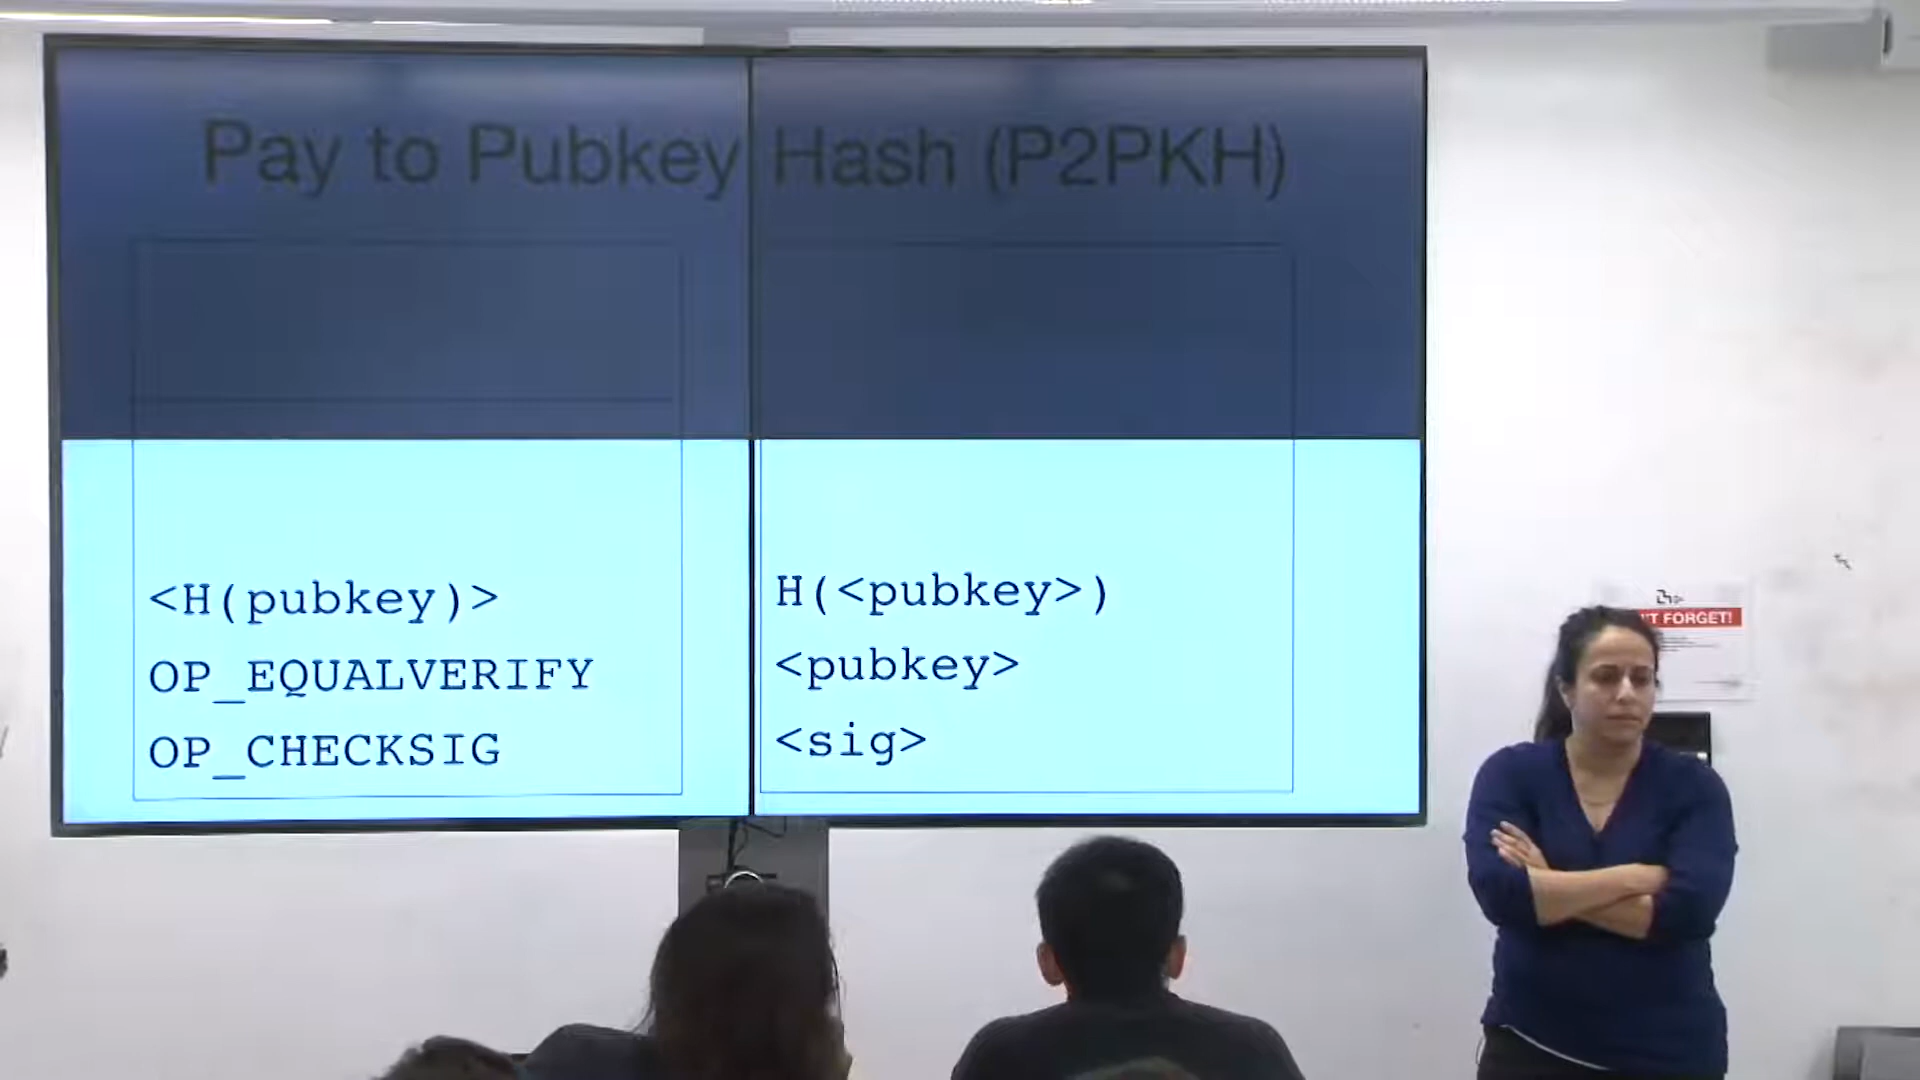 Pay to Pubkey Hash (P2PKH)
<H(pubkey)>
OP_EQUALVERIFY
OP_CHECKSIG
H(<pubkey>)
<pubkey>
<sig>
FORGET!